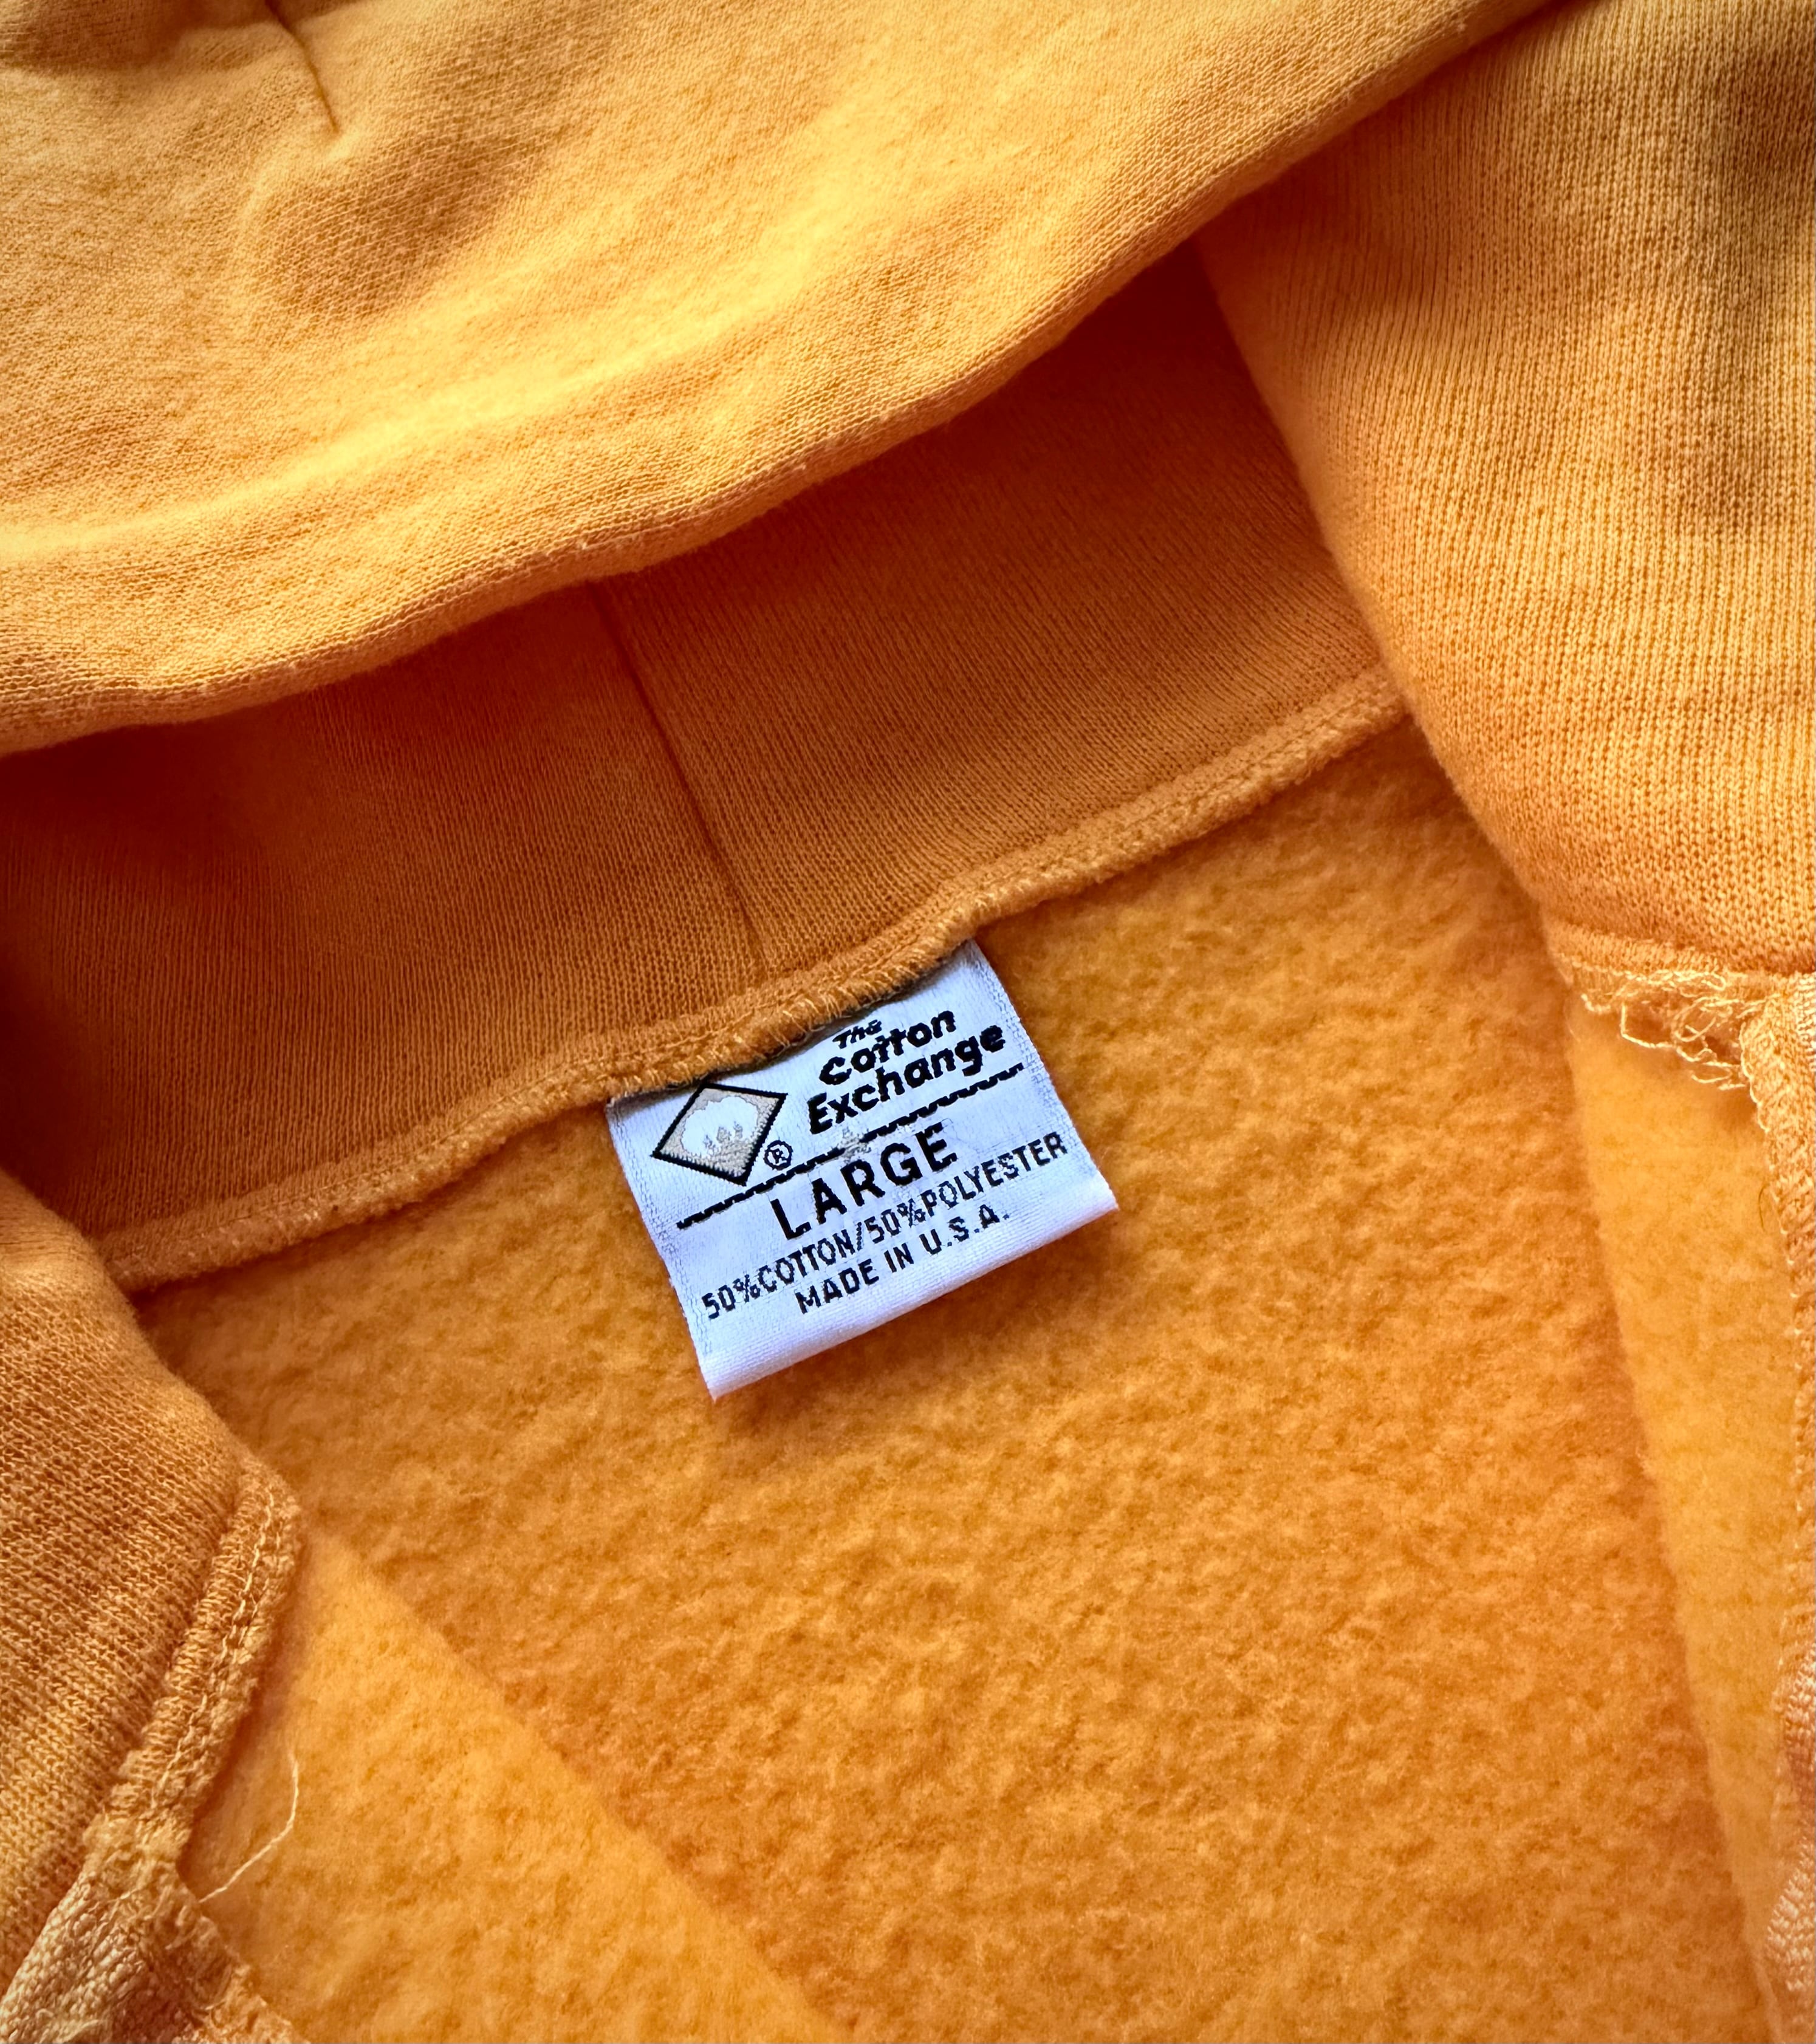 The
Cotton
Exchange
®
LARGE
50%COTTON/50%POLYESTER
MADE IN U.S.A.